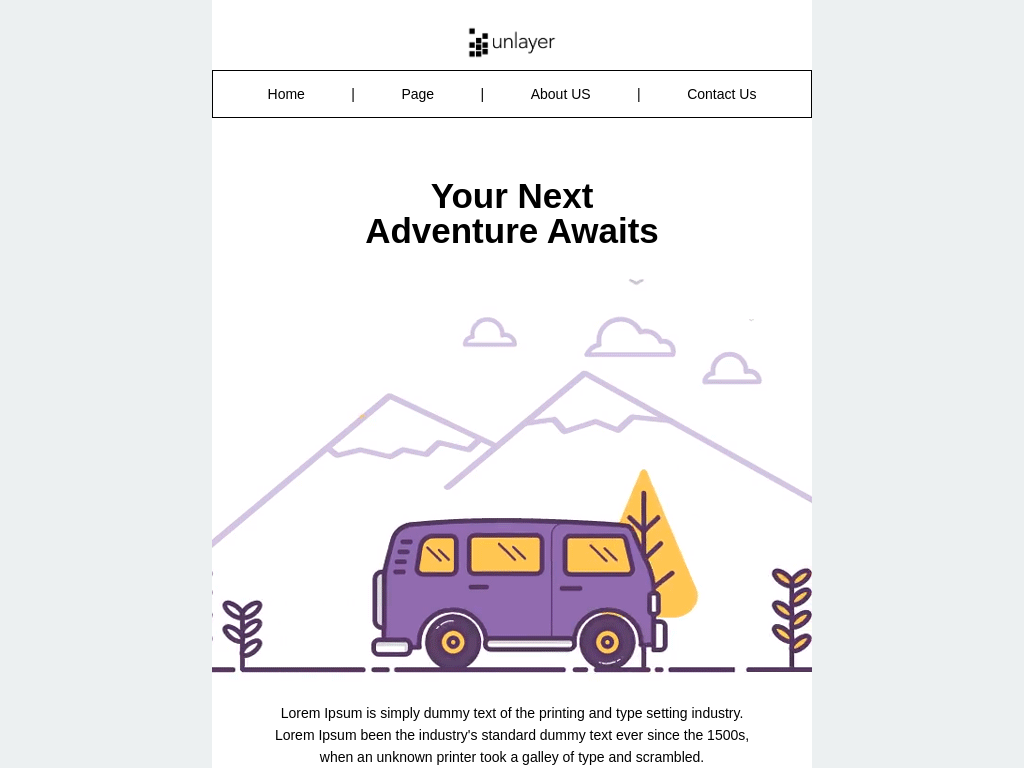 unlayer
Home | Page | About US | Contact Us
Your Next
Adventure Awaits
Lorem Ipsum is simply dummy text of the printing and type setting industry.
Lorem Ipsum been the industry's standard dummy text ever since the 1500s,
when an unknown printer took a galley of type and scrambled.